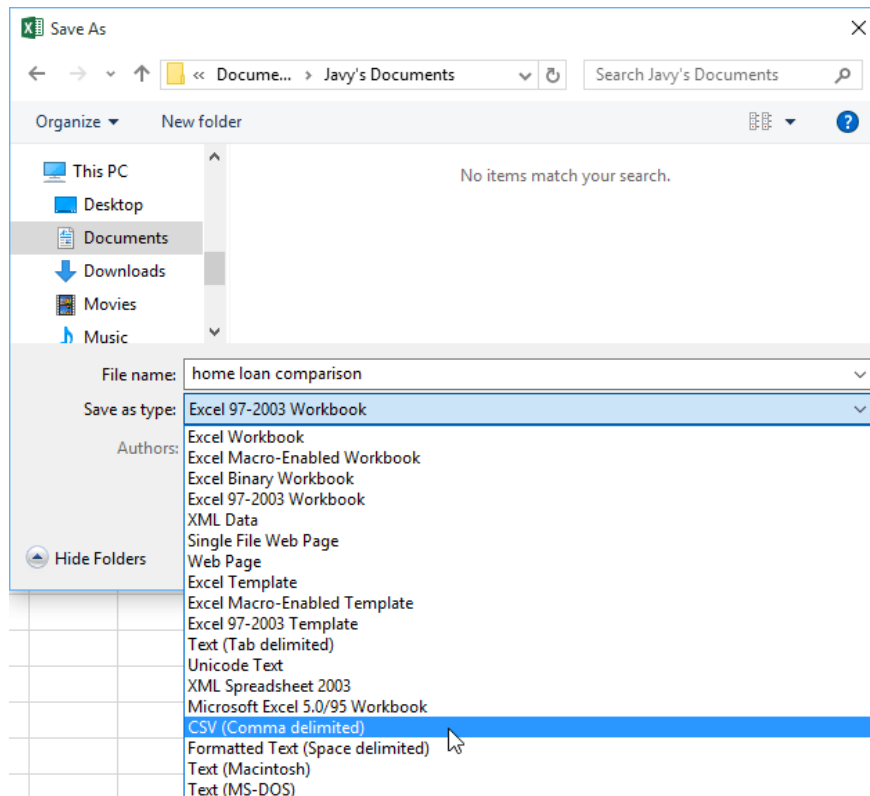 Save As
« Docume... › Javy's Documents
Search Javy's Documents
Organize
New folder
This PC
Desktop
Documents
Downloads
Movies
Music
No items match your search.
File name: home loan comparison
Save as type: Excel 97-2003 Workbook
Authors:
Excel Workbook
Excel Macro-Enabled Workbook
Excel Binary Workbook
Excel 97-2003 Workbook
XML Data
Single File Web Page
Web Page
Excel Template
Excel Macro-Enabled Template
Excel 97-2003 Template
Text (Tab delimited)
Unicode Text
XML Spreadsheet 2003
Microsoft Excel 5.0/95 Workbook
CSV (Comma delimited)
Formatted Text (Space delimited)
Text (Macintosh)
Text (MS-DOS)
Hide Folders